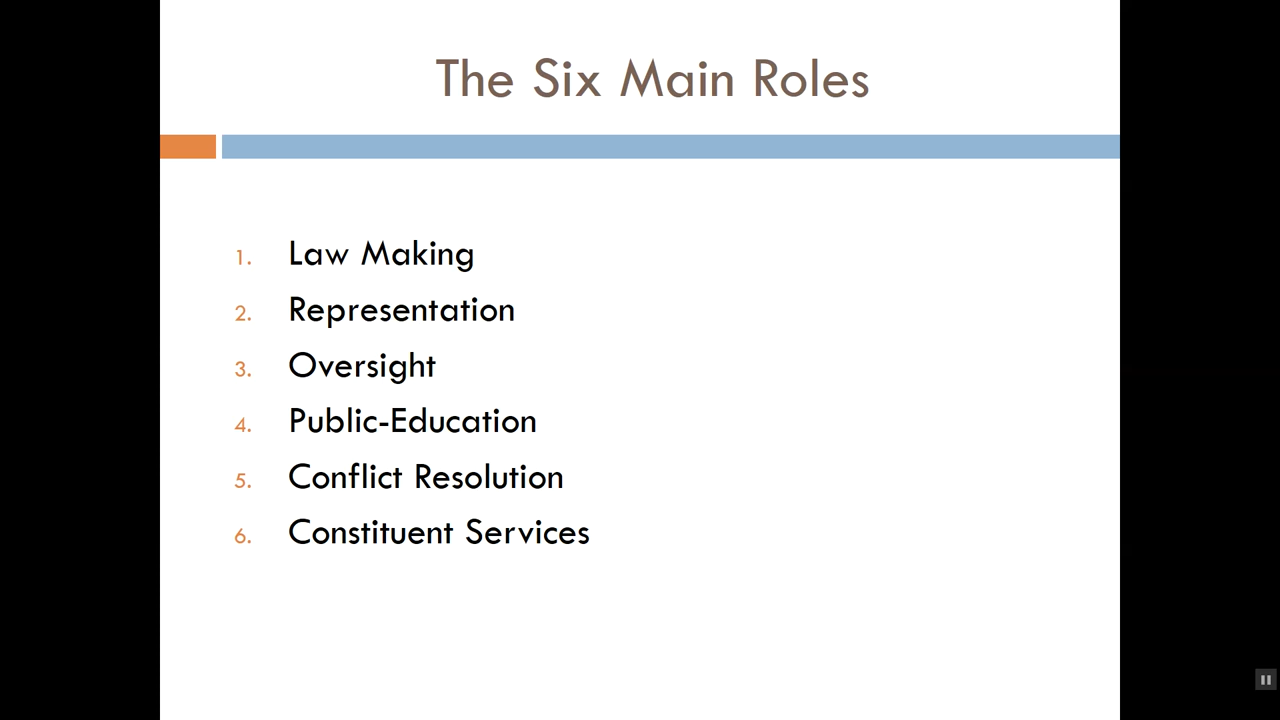 The Six Main Roles
1. Law Making
2. Representation
3. Oversight
4. Public-Education
5. Conflict Resolution
6. Constituent Services